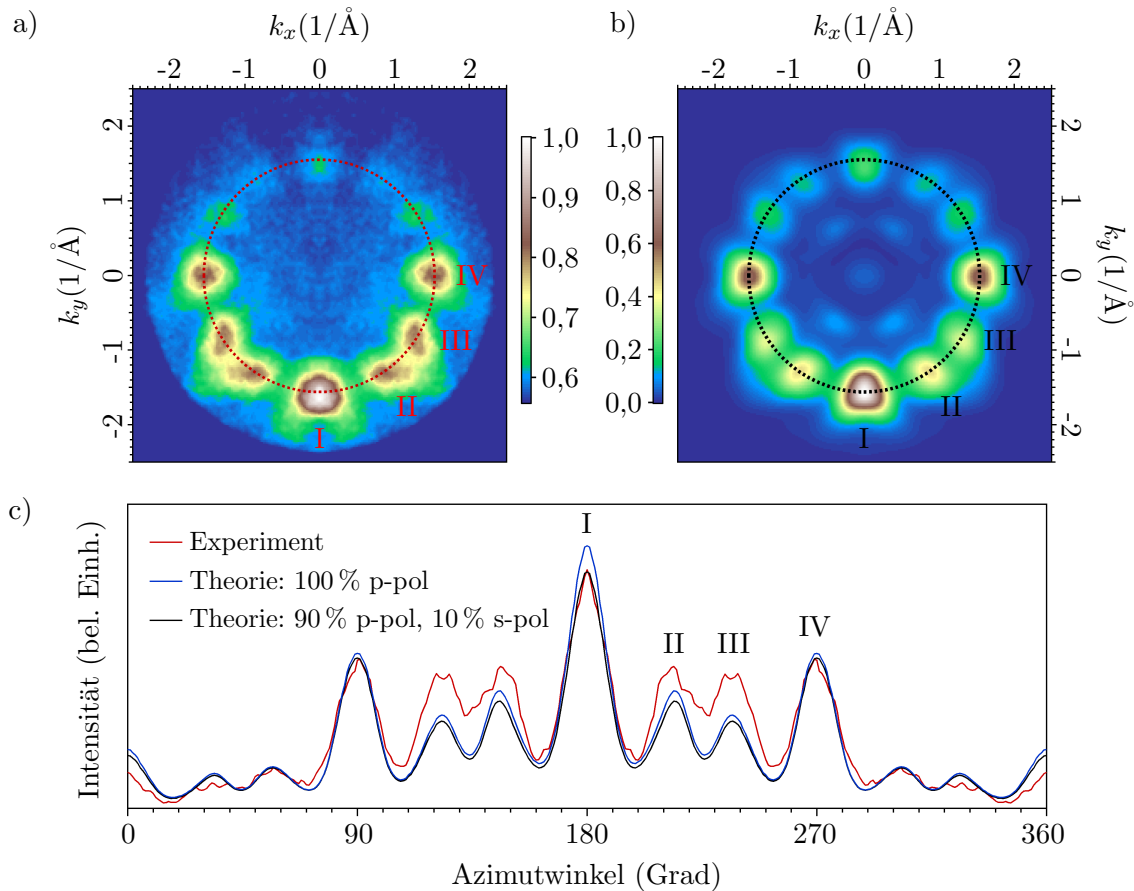 a)
k_x(1/Å)
-2 -1 0 1 2
k_y(1/Å)
2
1
0
-1
-2
IV
III
II
I
1,0
0,9
0,8
0,7
0,6
b)
k_x(1/Å)
-2 -1 0 1 2
1,0
0,8
0,6
0,4
0,2
0,0
IV
III
II
I
2
1
0
-1
-2
k_y(1/Å)
c)
Intensität (bel. Einh.)
Experiment
Theorie: 100 % p-pol
Theorie: 90 % p-pol, 10 % s-pol
I
II III IV
0 90 180 270 360
Azimutwinkel (Grad)